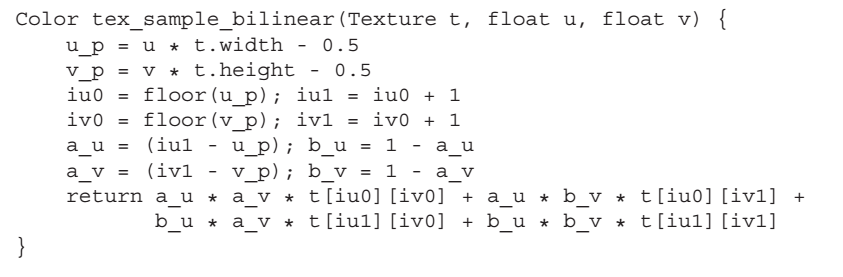 Color tex_sample_bilinear(Texture t, float u, float v) {
    u_p = u * t.width - 0.5
    v_p = v * t.height - 0.5
    iu0 = floor(u_p); iu1 = iu0 + 1
    iv0 = floor(v_p); iv1 = iv0 + 1
    a_u = (iu1 - u_p); b_u = 1 - a_u
    a_v = (iv1 - v_p); b_v = 1 - a_v
    return a_u * a_v * t[iu0][iv0] + a_u * b_v * t[iu0][iv1] +
           b_u * a_v * t[iu1][iv0] + b_u * b_v * t[iu1][iv1]
}